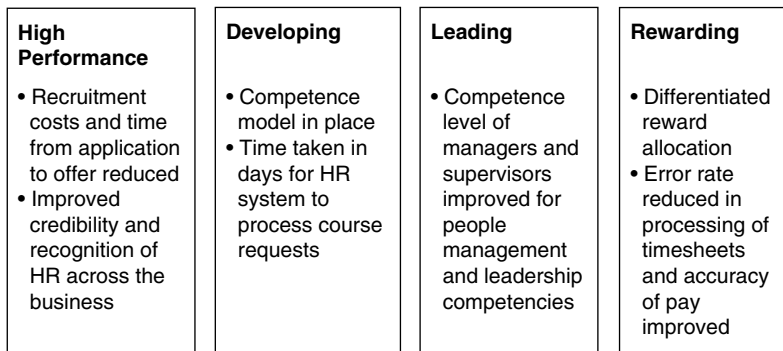 High
Performance
• Recruitment
costs and time
from application
to offer reduced
• Improved
credibility and
recognition of
HR across the
business
Developing
• Competence
model in place
• Time taken in
days for HR
system to
process course
requests
Leading
• Competence
level of
managers and
supervisors
improved for
people
management
and leadership
competencies
Rewarding
• Differentiated
reward
allocation
• Error rate
reduced in
processing of
timesheets
and accuracy
of pay
improved